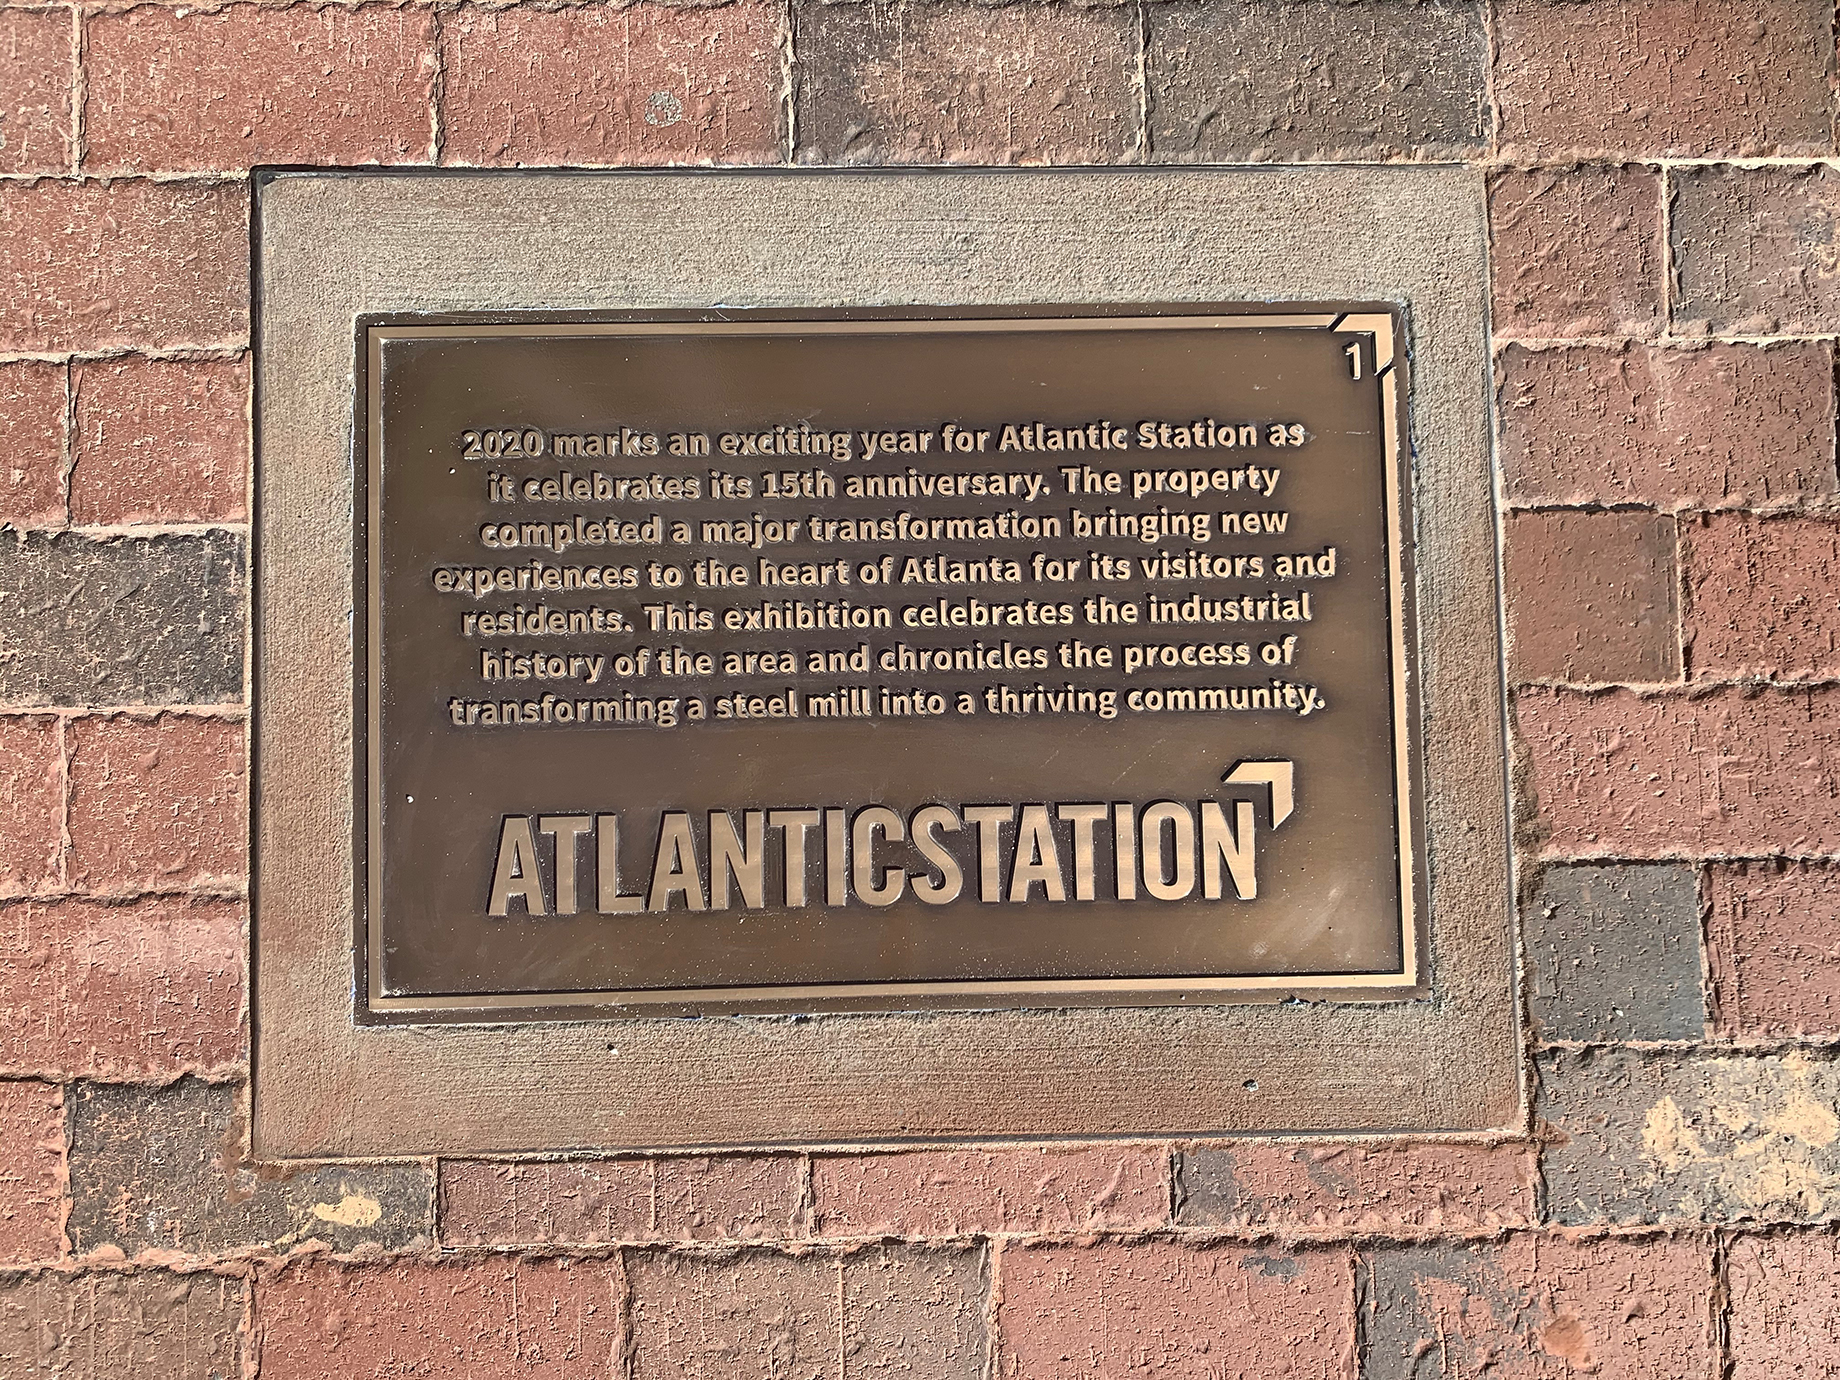 1
2020 marks an exciting year for Atlantic Station as
it celebrates its 15th anniversary. The property
completed a major transformation bringing new
experiences to the heart of Atlanta for its visitors and
residents. This exhibition celebrates the industrial
history of the area and chronicles the process of
transforming a steel mill into a thriving community.
ATLANTICSTATION